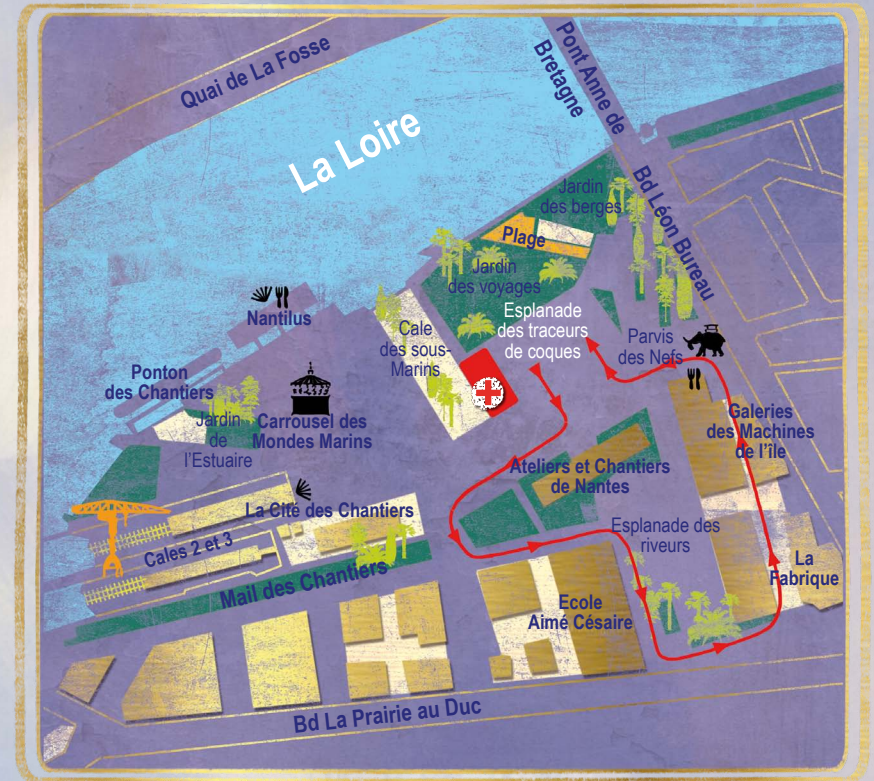 Quai de La Fosse
La Loire
Pont Anne de
Bretagne
Bd Léon Bureau
Jardin
des berges
Plage
Jardin
des voyages
Esplanade
des traceurs
de coques
Cale
des sous-
Marins
Nantilus
Parvis
des Nefs
Ponton
des Chantiers
Jardin
de
l'Estuaire
Carrousel des
Mondes Marins
Galeries
des Machines
de l'île
Ateliers et Chantiers
de Nantes
La Cité des Chantiers
Esplanade des
riveurs
Cales 2 et 3
La
Fabrique
Mail des Chantiers
Ecole
Aimé Césaire
Bd La Prairie au Duc